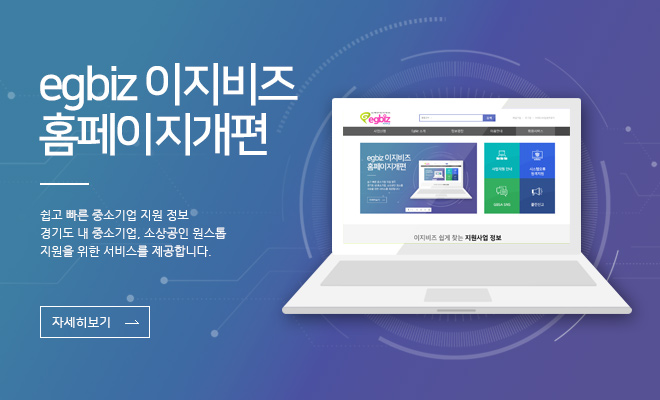 egbiz 이지비즈
홈페이지개편
쉽고 빠른 중소기업 지원 정보
경기도 내 중소기업, 소상공인 원스톱
지원을 위한 서비스를 제공합니다.
자세히보기
egbiz
egbiz 이지비즈
홈페이지개편
이지비즈 쉽게 찾는 지원사업 정보